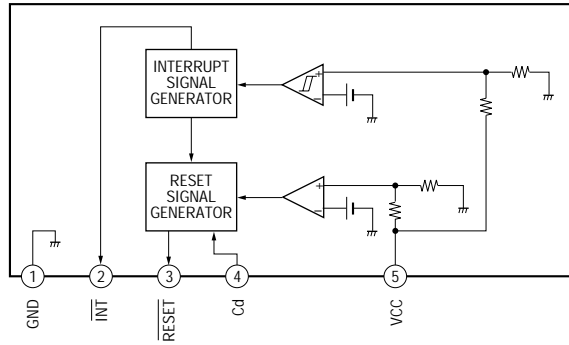 INTERRUPT
SIGNAL
GENERATOR
+
−
RESET
SIGNAL
GENERATOR
+
−
1
2
3
4
5
GND
INT
RESET
Cd
VCC